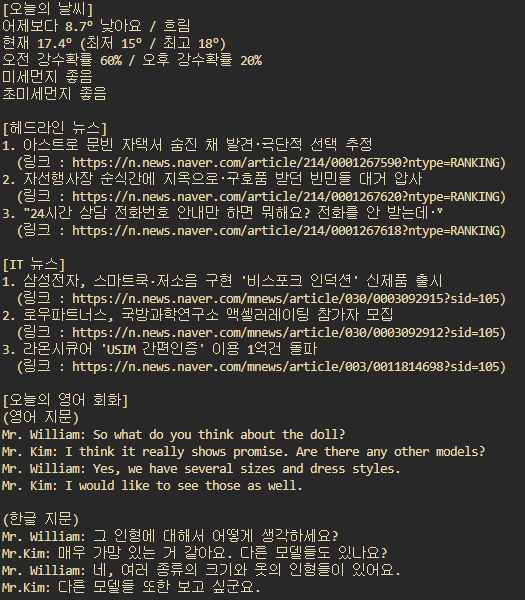 [오늘의 날씨]
어제보다 8.7° 낮아요 / 흐림
현재 17.4° (최저 15° / 최고 18°)
오전 강수확률 60% / 오후 강수확률 20%
미세먼지 좋음
초미세먼지 좋음
[헤드라인 뉴스]
1. 아스트로 문빈 자택서 숨진 채 발견·극단적 선택 추정
(링크 : https://n.news.naver.com/article/214/0001267590?ntype=RANKING)
2. 자선행사장 순식간에 지옥으로·구호품 받던 빈민들 대거 압사
(링크 : https://n.news.naver.com/article/214/0001267620?ntype=RANKING)
3. "24시간 상담 전화번호 안내만 하면 뭐해요? 전화를 안 받는데·"
(링크 : https://n.news.naver.com/article/214/0001267618?ntype=RANKING)
[IT 뉴스]
1. 삼성전자, 스마트쿡·저소음 구현 '비스포크 인덕션' 신제품 출시
(링크 : https://n.news.naver.com/mnews/article/030/0003092915?sid=105)
2. 로우파트너스, 국방과학연구소 액셀러레이팅 참가자 모집
(링크 : https://n.news.naver.com/mnews/article/030/0003092912?sid=105)
3. 라온시큐어 'USIM 간편인증' 이용 1억건 돌파
(링크 : https://n.news.naver.com/mnews/article/003/0011814698?sid=105)
[오늘의 영어 회화]
(영어 지문)
Mr. William: So what do you think about the doll?
Mr. Kim: I think it really shows promise. Are there any other models?
Mr. William: Yes, we have several sizes and dress styles.
Mr. Kim: I would like to see those as well.
(한글 지문)
Mr. William: 그 인형에 대해서 어떻게 생각하세요?
Mr.Kim: 매우 가망 있는 거 같아요. 다른 모델들도 있나요?
Mr. William: 네, 여러 종류의 크기와 옷의 인형들이 있어요.
Mr.Kim: 다른 모델들 또한 보고 싶군요.